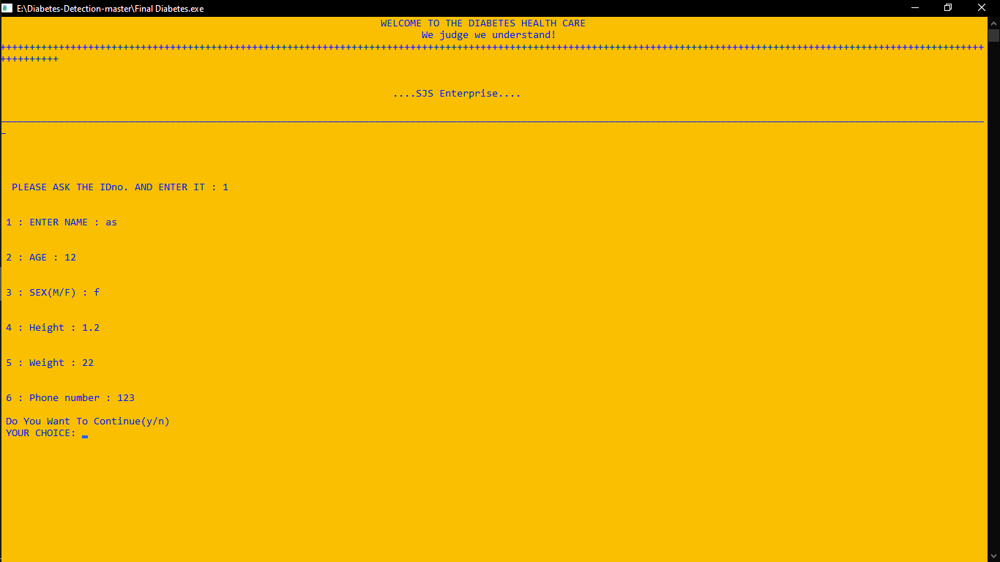 E:\Diabetes-Detection-master\Final Diabetes.exe
WELCOME TO THE DIABETES HEALTH CARE
We judge we understand!
++++++++++++++++++++++++++++++++++++++++++++++++++++++++++++++++++++++++++++++++++++++++++++++++++++++++++++++++++++++++++++++++++++++++++++++++++++++++++++++++++++++++
++++++++++
....SJS Enterprise....
PLEASE ASK THE IDno. AND ENTER IT : 1
1 : ENTER NAME : as
2 : AGE : 12
3 : SEX(M/F) : f
4 : Height : 1.2
5 : Weight : 22
6 : Phone number : 123
Do You Want To Continue(y/n)
YOUR CHOICE: